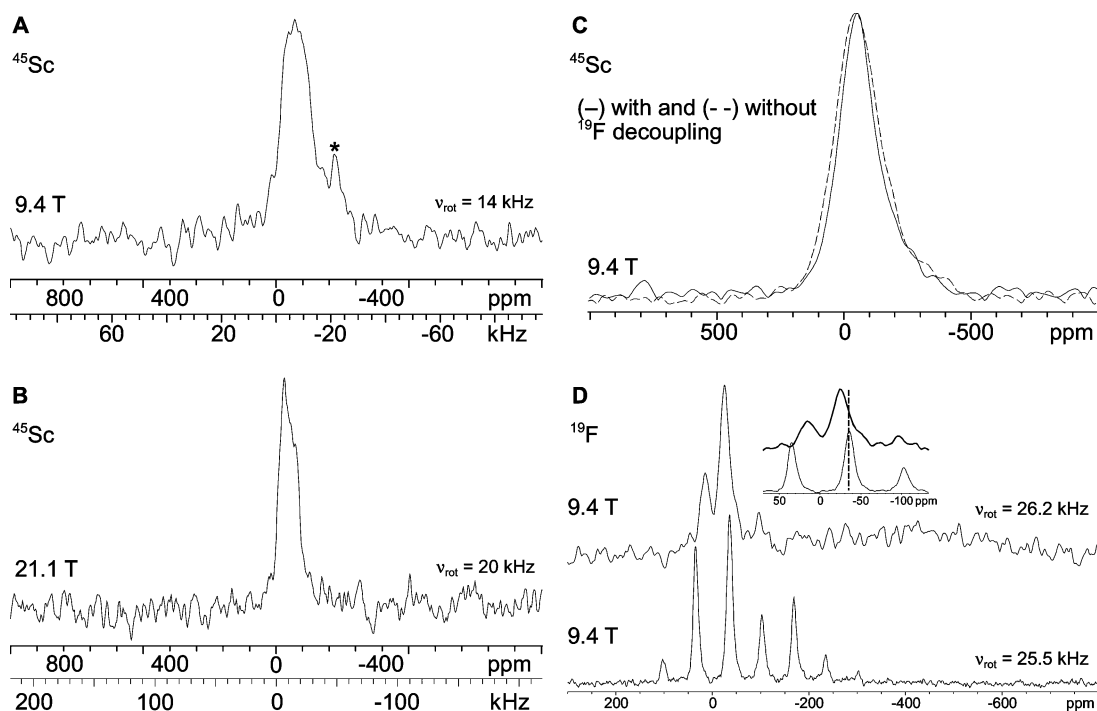 A
⁴⁵Sc
*
9.4 T
νrot = 14 kHz
800 400 0 -400 ppm
60 20 -20 -60 kHz
B
⁴⁵Sc
21.1 T
νrot = 20 kHz
800 400 0 -400 ppm
200 100 0 -100 kHz
C
⁴⁵Sc
(–) with and (- -) without
¹⁹F decoupling
9.4 T
500 0 -500 ppm
D
¹⁹F
50 0 -50 -100 ppm
9.4 T
νrot = 26.2 kHz
9.4 T
νrot = 25.5 kHz
200 0 -200 -400 -600 ppm